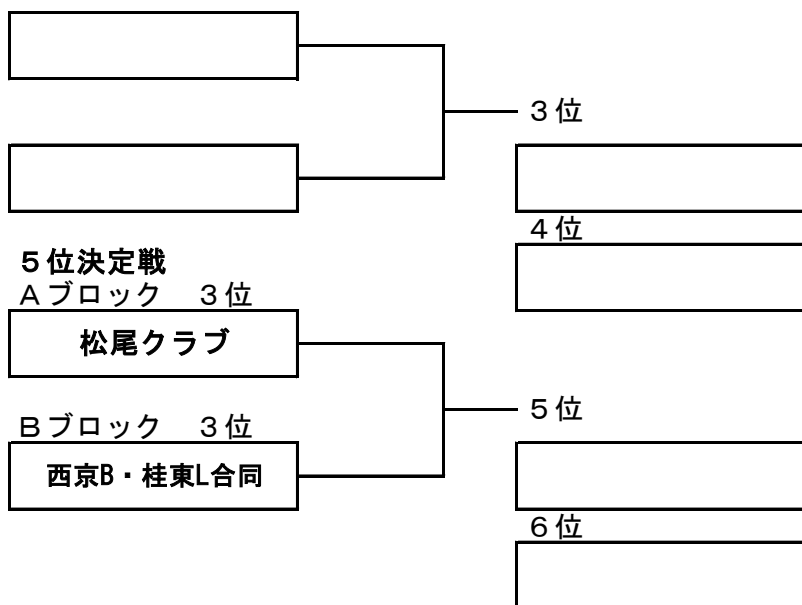 ３位
４位
５位決定戦
Ａブロック　３位
松尾クラブ
５位
Ｂブロック　３位
西京B・桂東L合同
６位